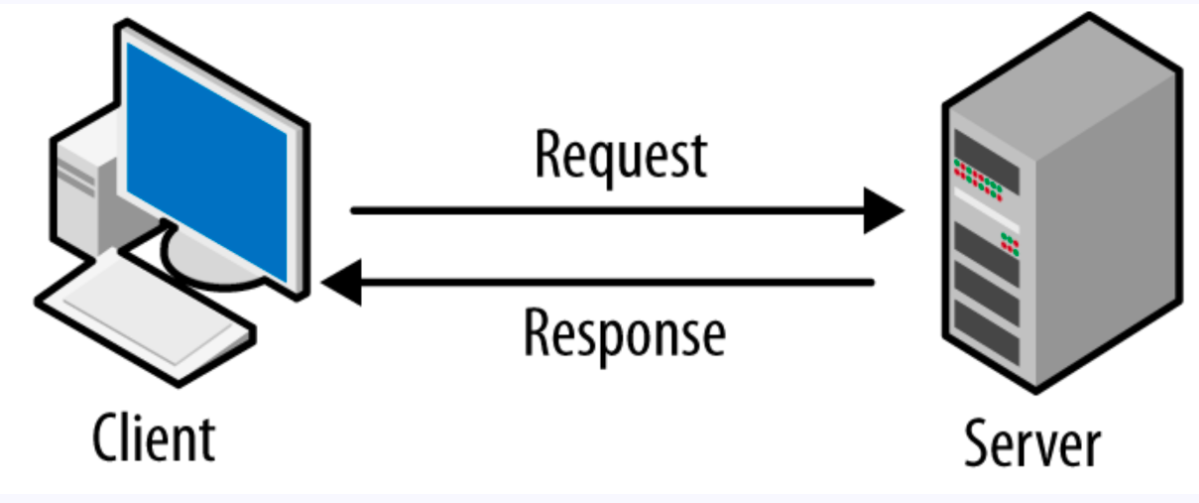 Request
Response
Client
Server